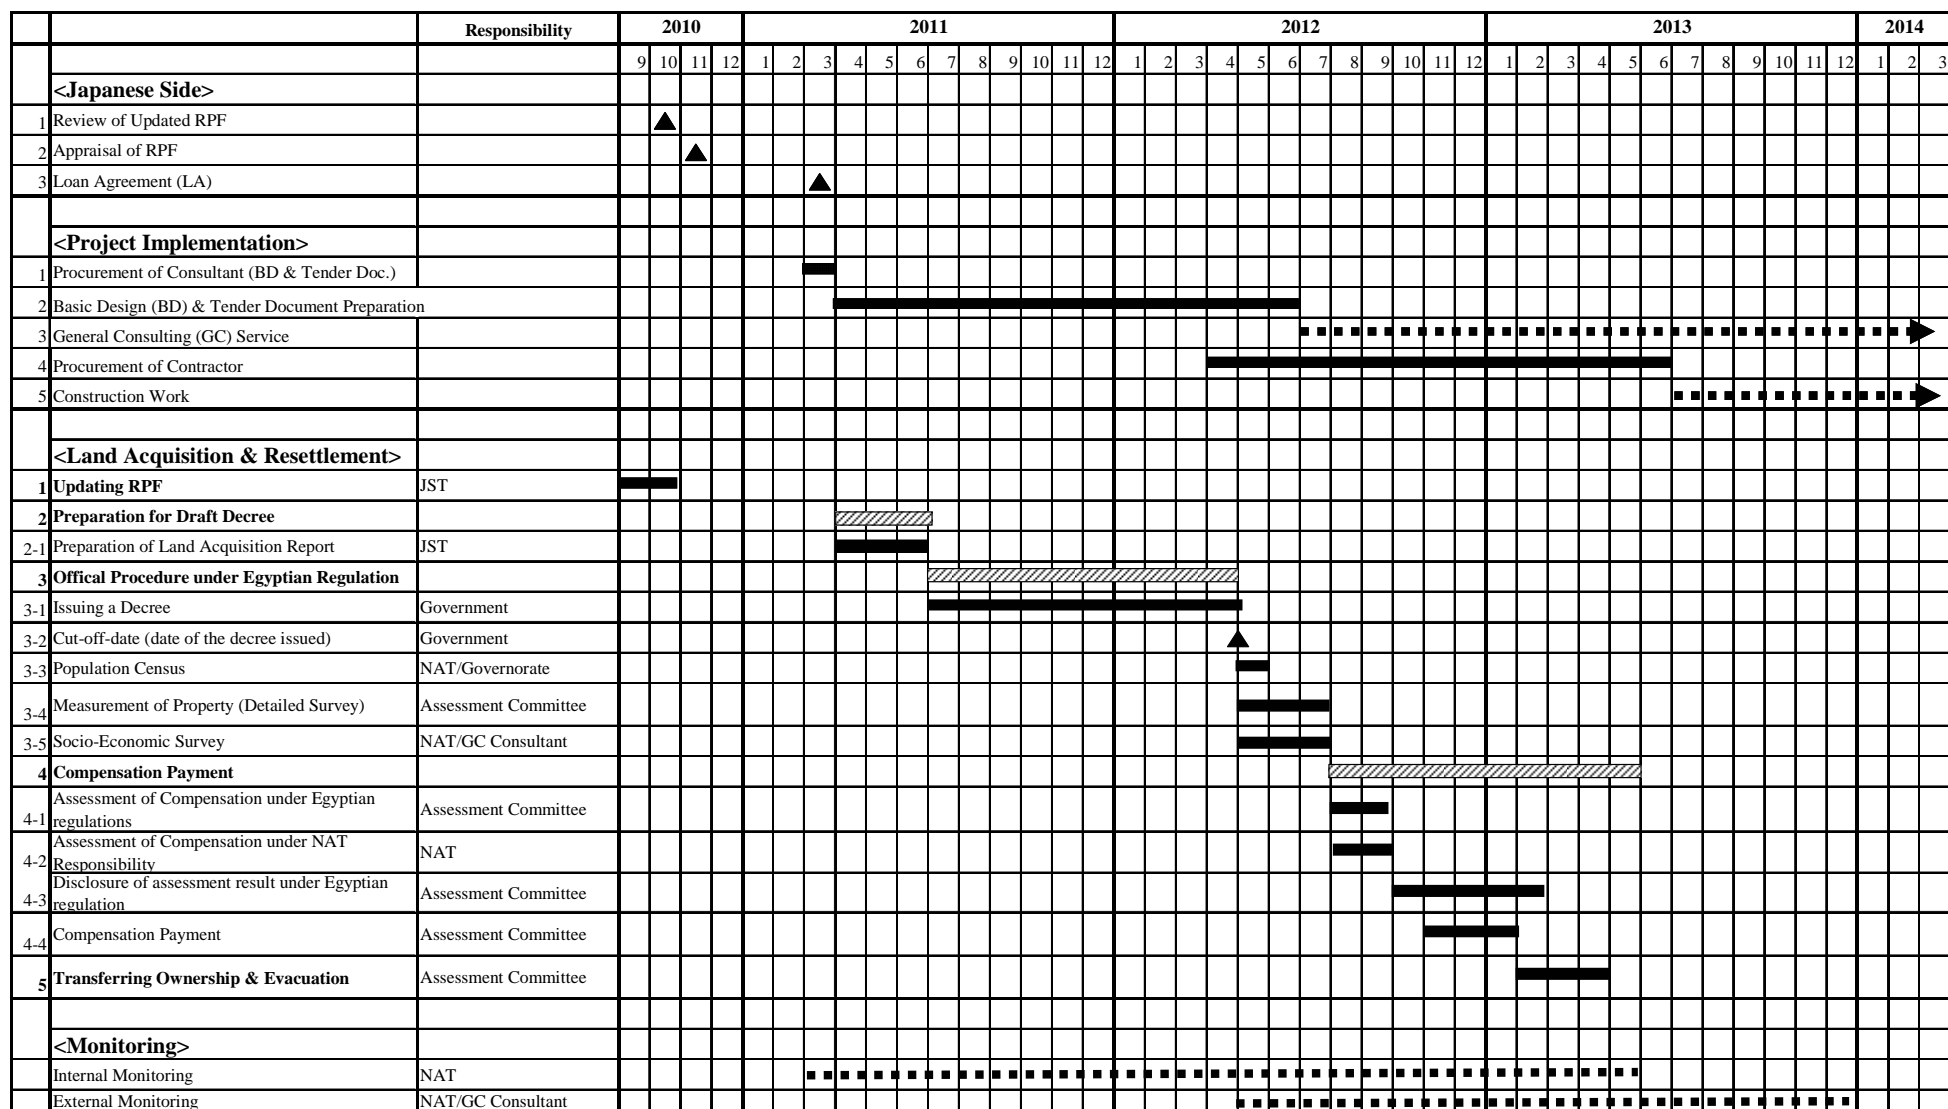 Responsibility 2010 2011 2012 2013 2014
9 10 11 12 1 2 3 4 5 6 7 8 9 10 11 12 1 2 3 4 5 6 7 8 9 10 11 12 1 2 3 4 5 6 7 8 9 10 11 12 1 2 3
<Japanese Side>
1 Review of Updated RPF
2 Appraisal of RPF
3 Loan Agreement (LA)
<Project Implementation>
1 Procurement of Consultant (BD & Tender Doc.)
2 Basic Design (BD) & Tender Document Preparation
3 General Consulting (GC) Service
4 Procurement of Contractor
5 Construction Work
<Land Acquisition & Resettlement>
1 Updating RPF JST
2 Preparation for Draft Decree
2-1 Preparation of Land Acquisition Report JST
3 Offical Procedure under Egyptian Regulation
3-1 Issuing a Decree Government
3-2 Cut-off-date (date of the decree issued) Government
3-3 Population Census NAT/Governorate
3-4 Measurement of Property (Detailed Survey) Assessment Committee
3-5 Socio-Economic Survey NAT/GC Consultant
4 Compensation Payment
Assessment of Compensation under Egyptian
4-1 regulations Assessment Committee
Assessment of Compensation under NAT
4-2 Responsibility NAT
Disclosure of assessment result under Egyptian
4-3 regulation Assessment Committee
4-4 Compensation Payment Assessment Committee
5 Transferring Ownership & Evacuation Assessment Committee
<Monitoring>
Internal Monitoring NAT
External Monitoring NAT/GC Consultant